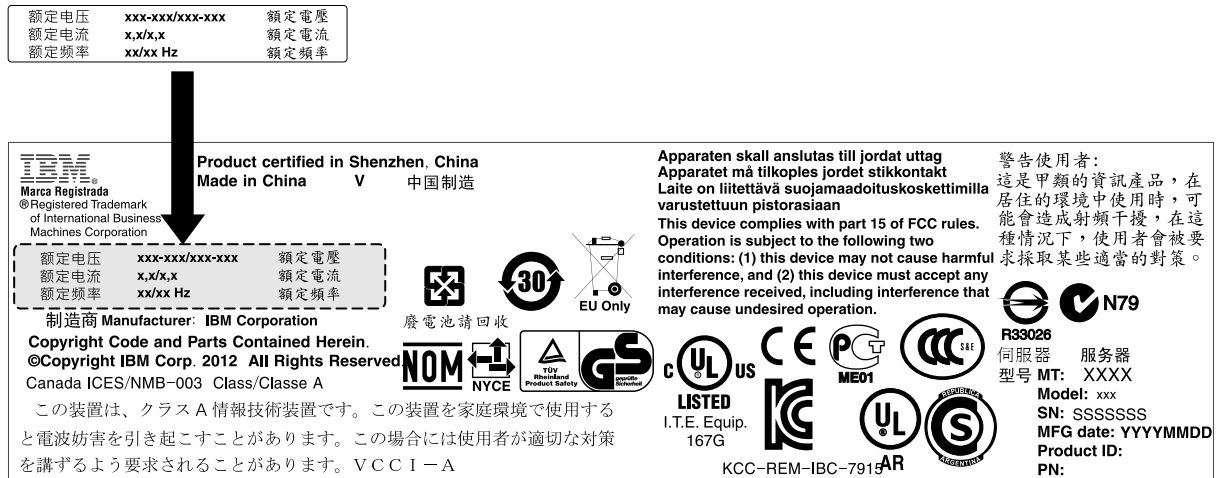 额定电压 xxx-xxx/xxx-xxx 額定電壓
额定电流 x,x/x,x 額定電流
额定频率 xx/xx Hz 額定頻率
IBM®
Marca Registrada
® Registered Trademark
of International Business
Machines Corporation
Product certified in Shenzhen, China
Made in China V 中国制造
额定电压 xxx-xxx/xxx-xxx 額定電壓
额定电流 x,x/x,x 額定電流
额定频率 xx/xx Hz 額定頻率
制造商 Manufacturer: IBM Corporation
Copyright Code and Parts Contained Herein.
©Copyright IBM Corp. 2012 All Rights Reserved.
Canada ICES/NMB-003 Class/Classe A
この装置は、クラス A 情報技術装置です。この装置を家庭環境で使用する
と電波妨害を引き起こすことがあります。この場合には使用者が適切な対策
を講ずるよう要求されることがあります。ＶＣＣＩ－Ａ
廢電池請回收
30
EU Only
NOM
NYCE
TÜV
Rheinland
Product Safety
GS
geprüfte
Sicherheit
Apparaten skall anslutas till jordat uttag
Apparatet må tilkoples jordet stikkontakt
Laite on liitettävä suojamaadoituskoskettimilla
varustettuun pistorasiaan
This device complies with part 15 of FCC rules.
Operation is subject to the following two
conditions: (1) this device may not cause harmful
interference, and (2) this device must accept any
interference received, including interference that
may cause undesired operation.
C UL® US
LISTED
I.T.E. Equip.
167G
CE
ME01
CCC S&E
KCC-REM-IBC-7915
UL®
AR
REPUBLICA
S
ARGENTINA
警告使用者:
這是甲類的資訊產品，在
居住的環境中使用時，可
能會造成射頻干擾，在這
種情況下，使用者會被要
求採取某些適當的對策。
R33026
N79
伺服器 服务器
型号 MT: XXXX
Model: xxx
SN: SSSSSSS
MFG date: YYYYMMDD
Product ID:
PN: